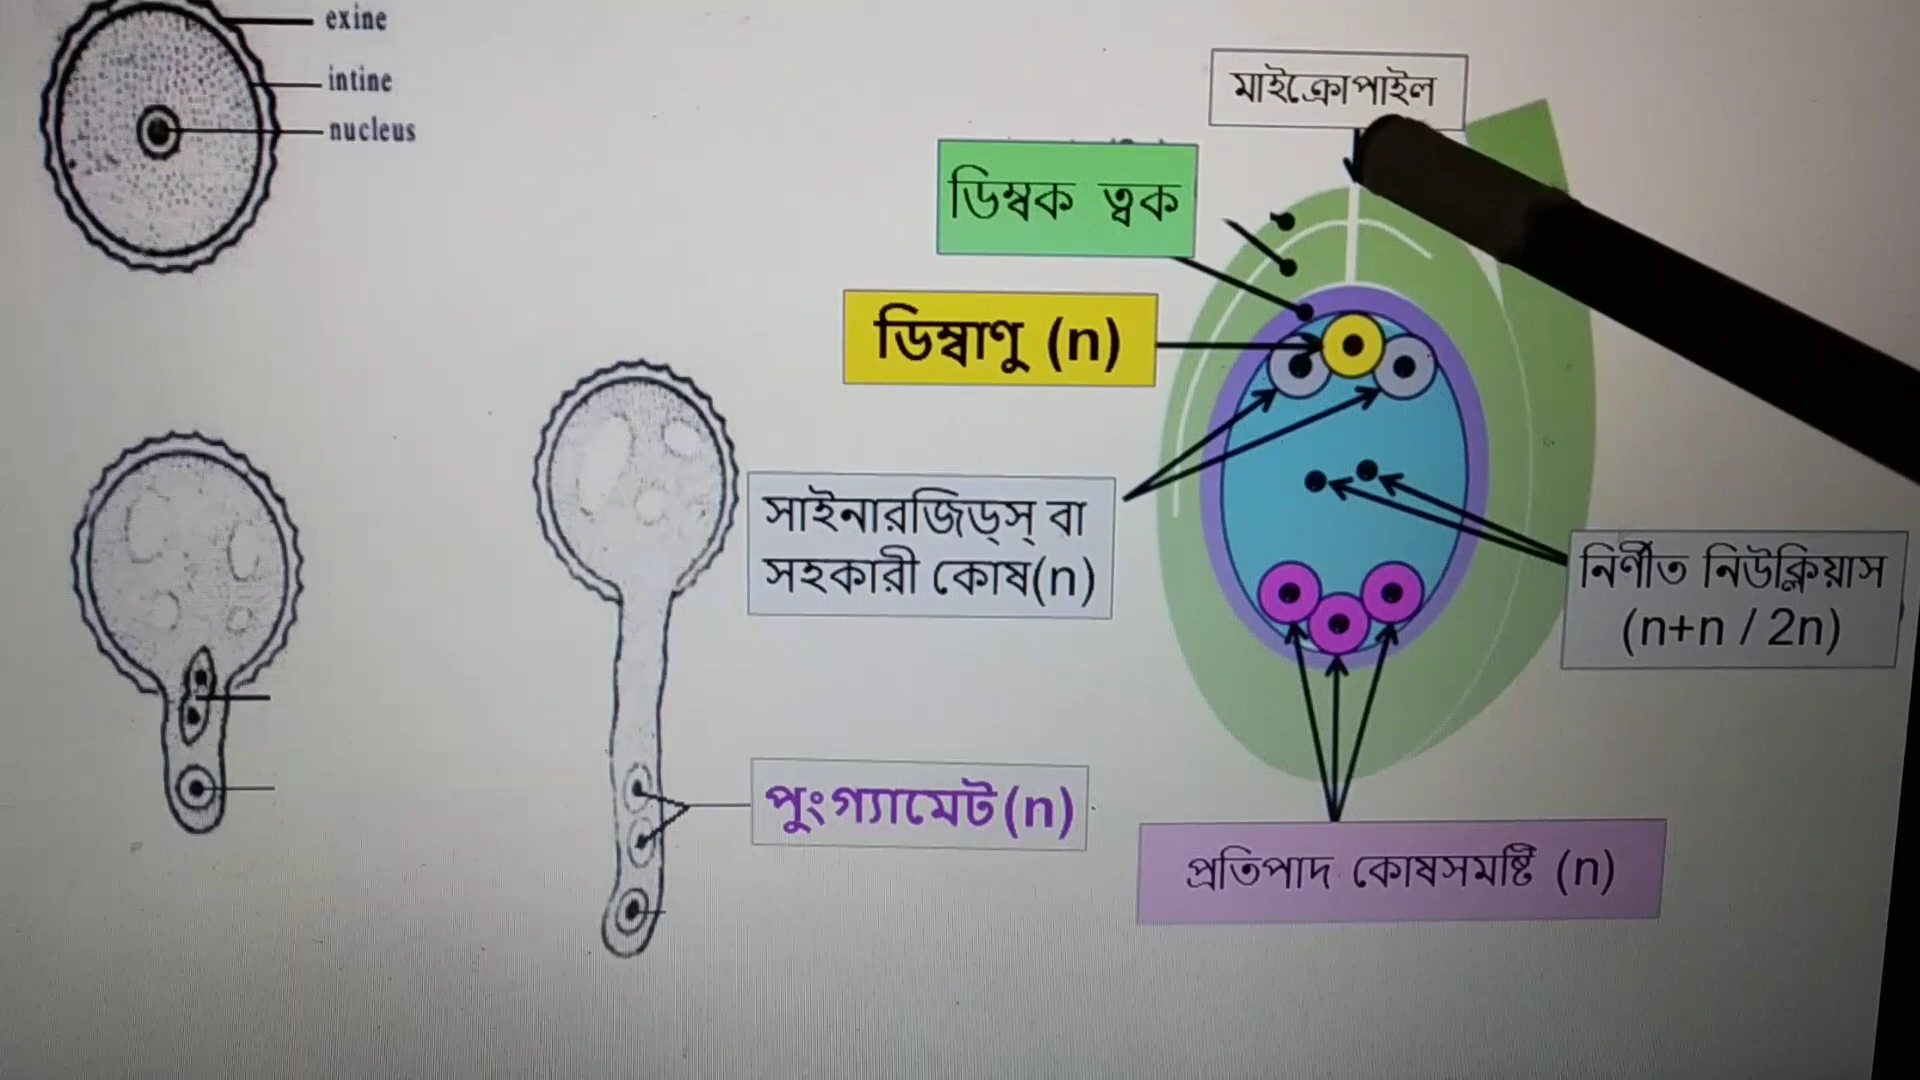 exine
intine
nucleus
মাইক্রোপাইল
ডিম্বক ত্বক
ডিম্বাণু (n)
সাইনারজিড্স্ বা
সহকারী কোষ(n)
নির্ণীত নিউক্লিয়াস
(n+n / 2n)
পুংগ্যামেট(n)
প্রতিপাদ কোষসমষ্টি (n)